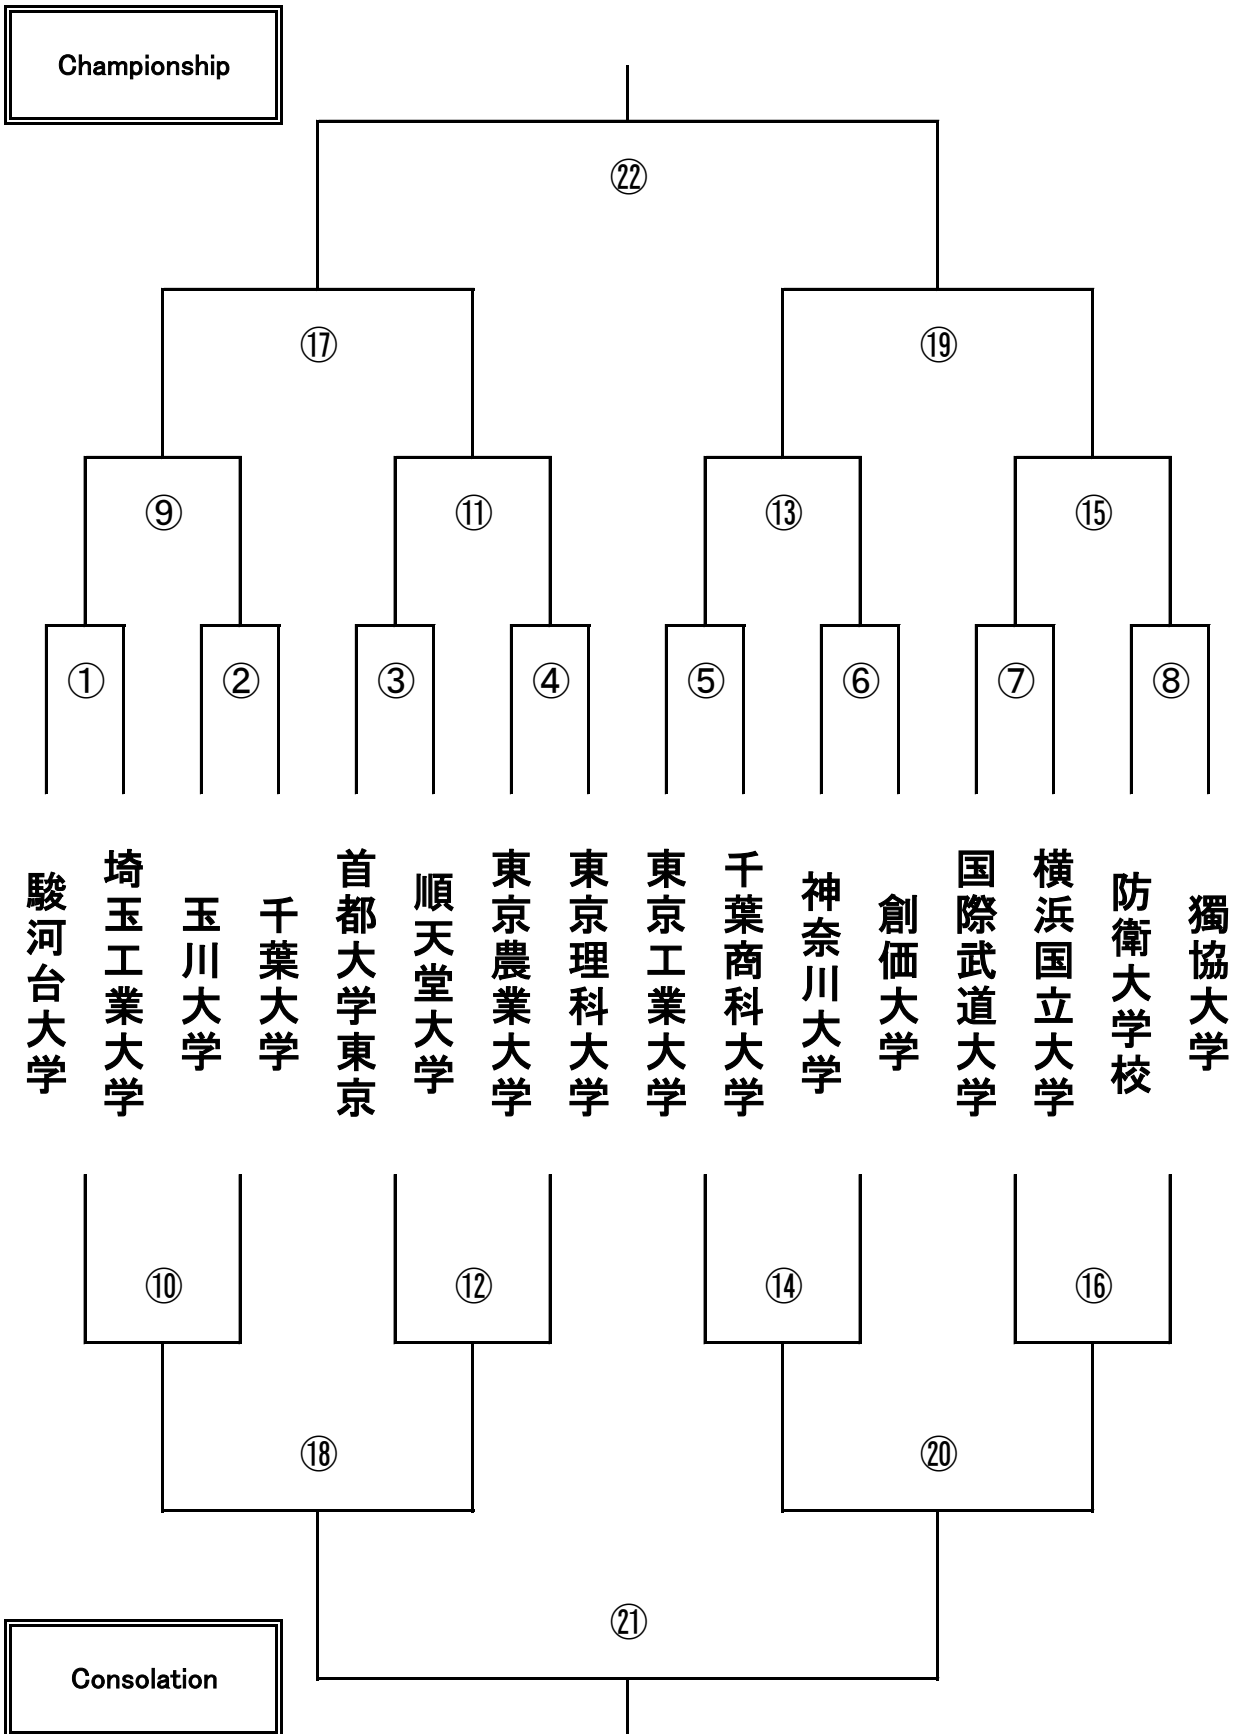 Championship
㉒
⑰
⑲
⑨
⑪
⑬
⑮
①
②
③
④
⑤
⑥
⑦
⑧
駿河台大学
埼玉工業大学
玉川大学
千葉大学
首都大学東京
順天堂大学
東京農業大学
東京理科大学
東京工業大学
千葉商科大学
神奈川大学
創価大学
国際武道大学
横浜国立大学
防衛大学校
獨協大学
⑩
⑫
⑭
⑯
⑱
⑳
㉑
Consolation